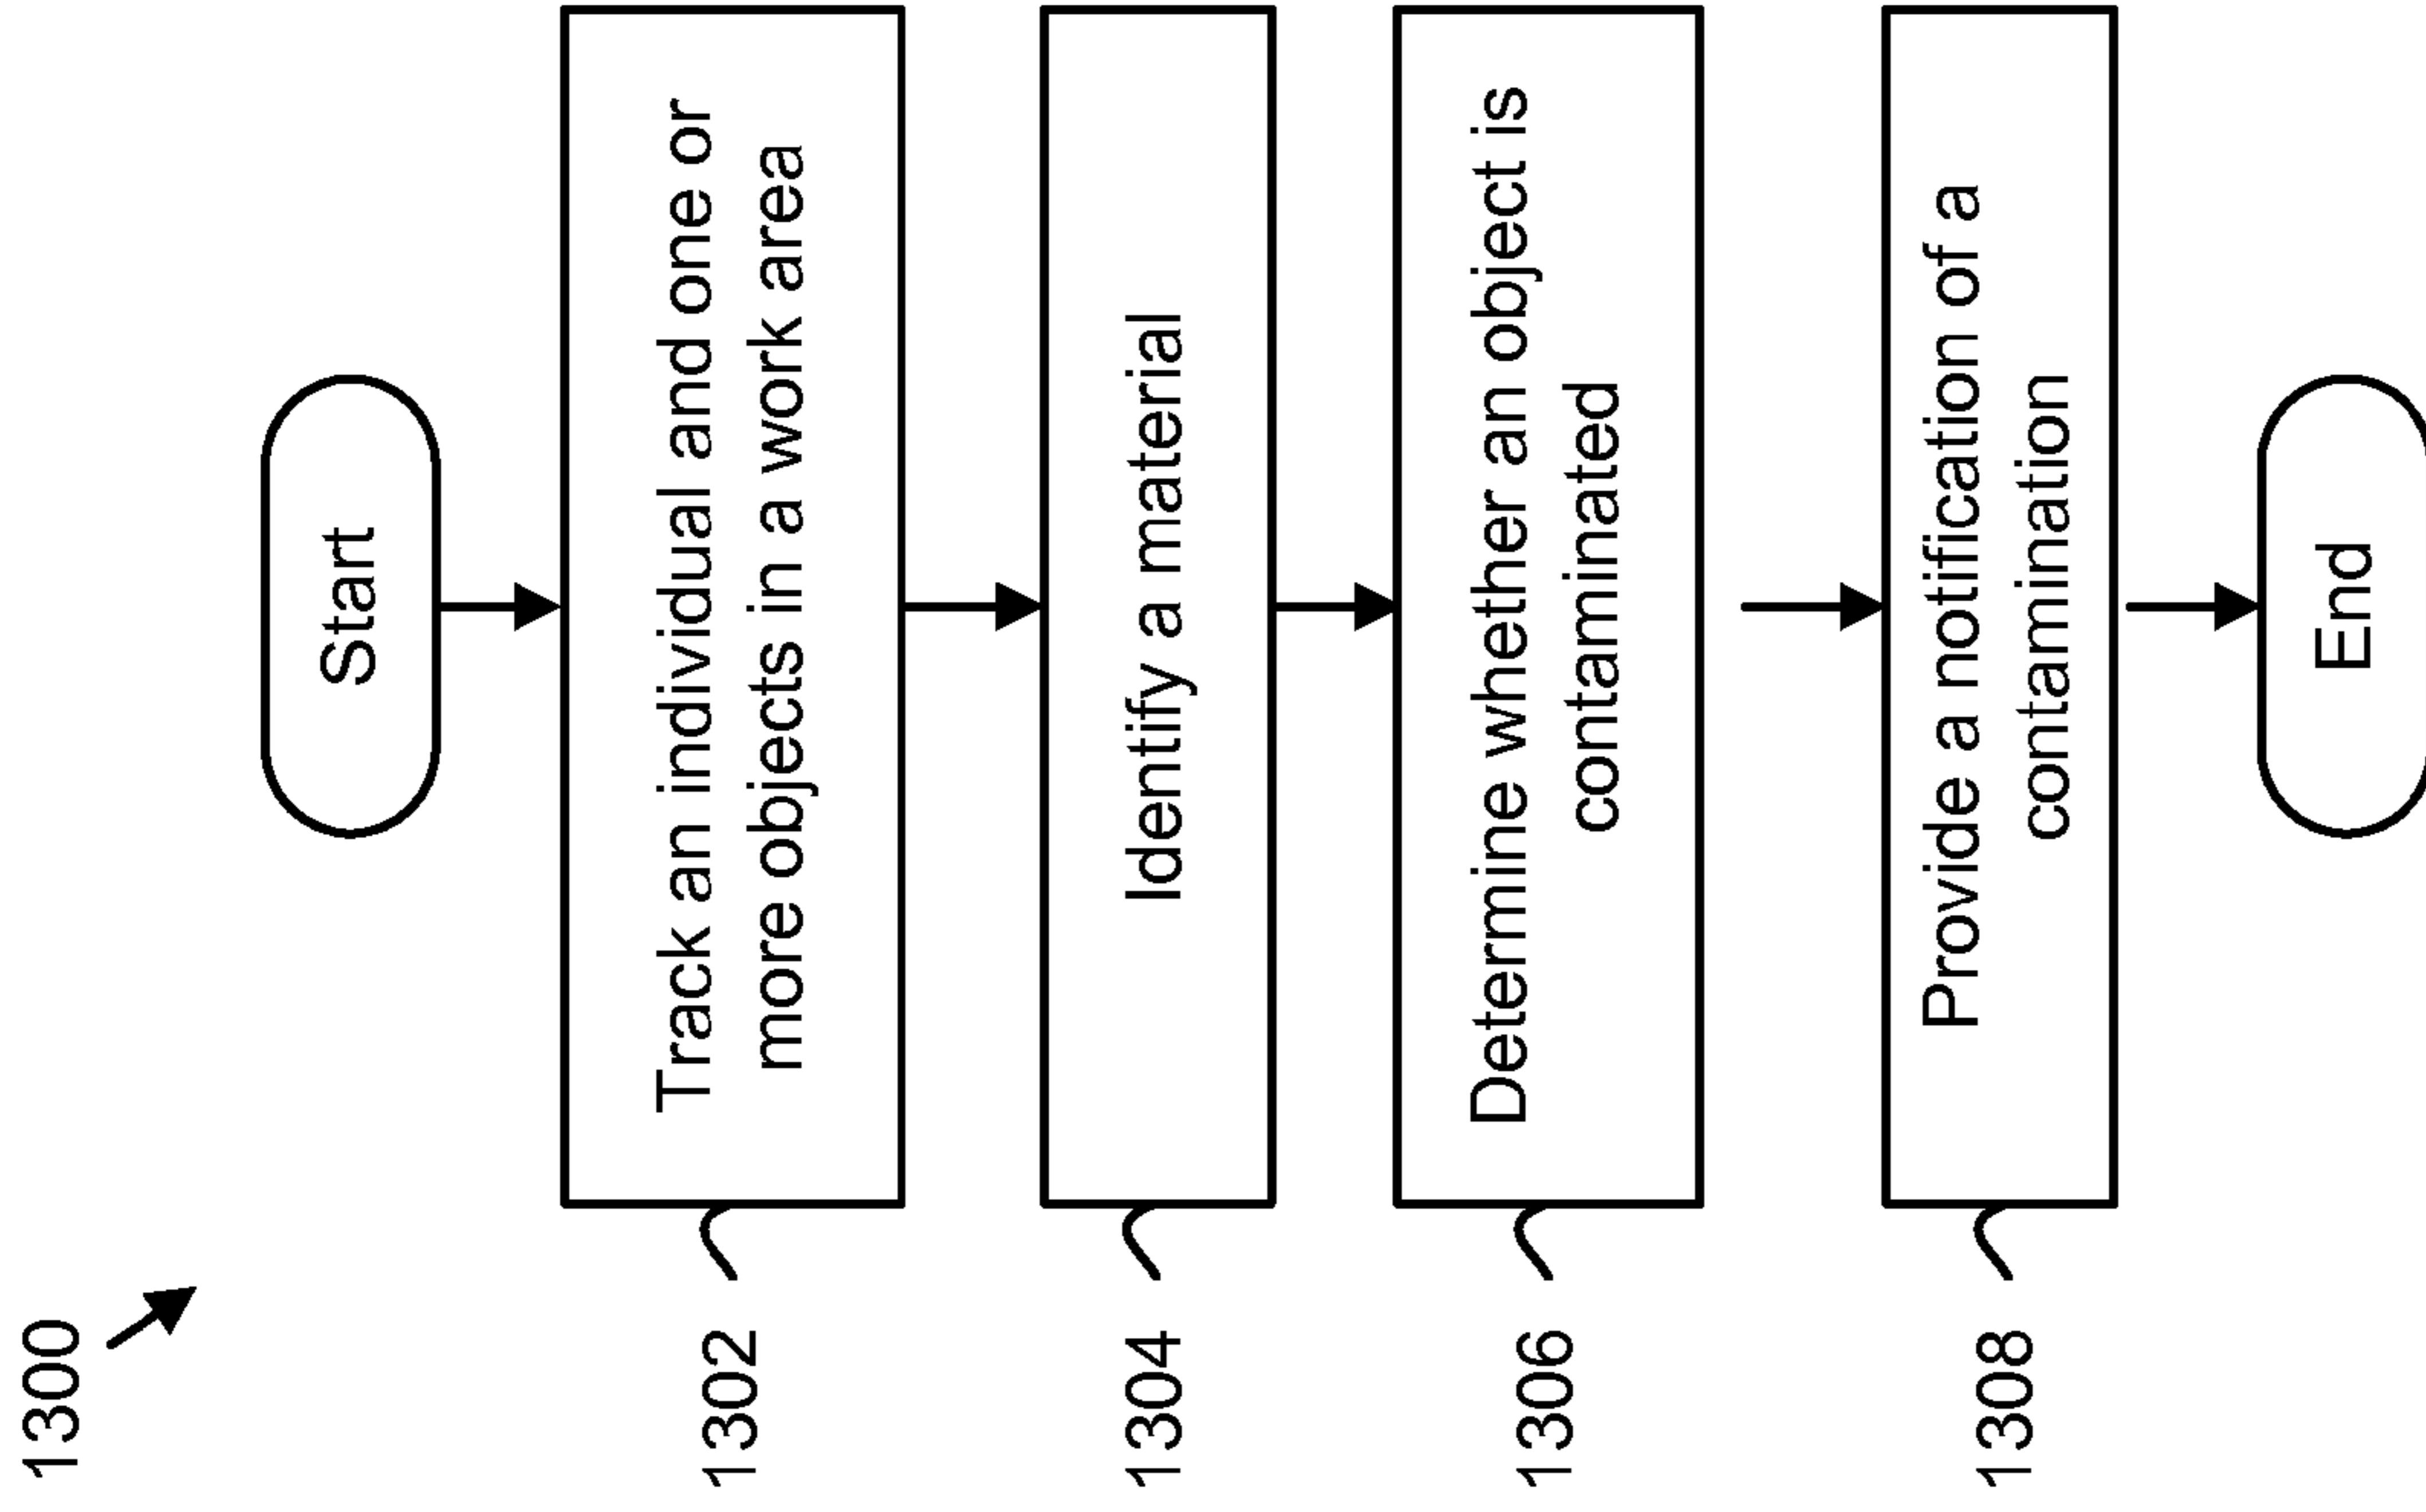 1300
Start
1302
Track an individual and one or
more objects in a work area
1304
Identify a material
1306
Determine whether an object is
contaminated
1308
Provide a notification of a
contamination
End